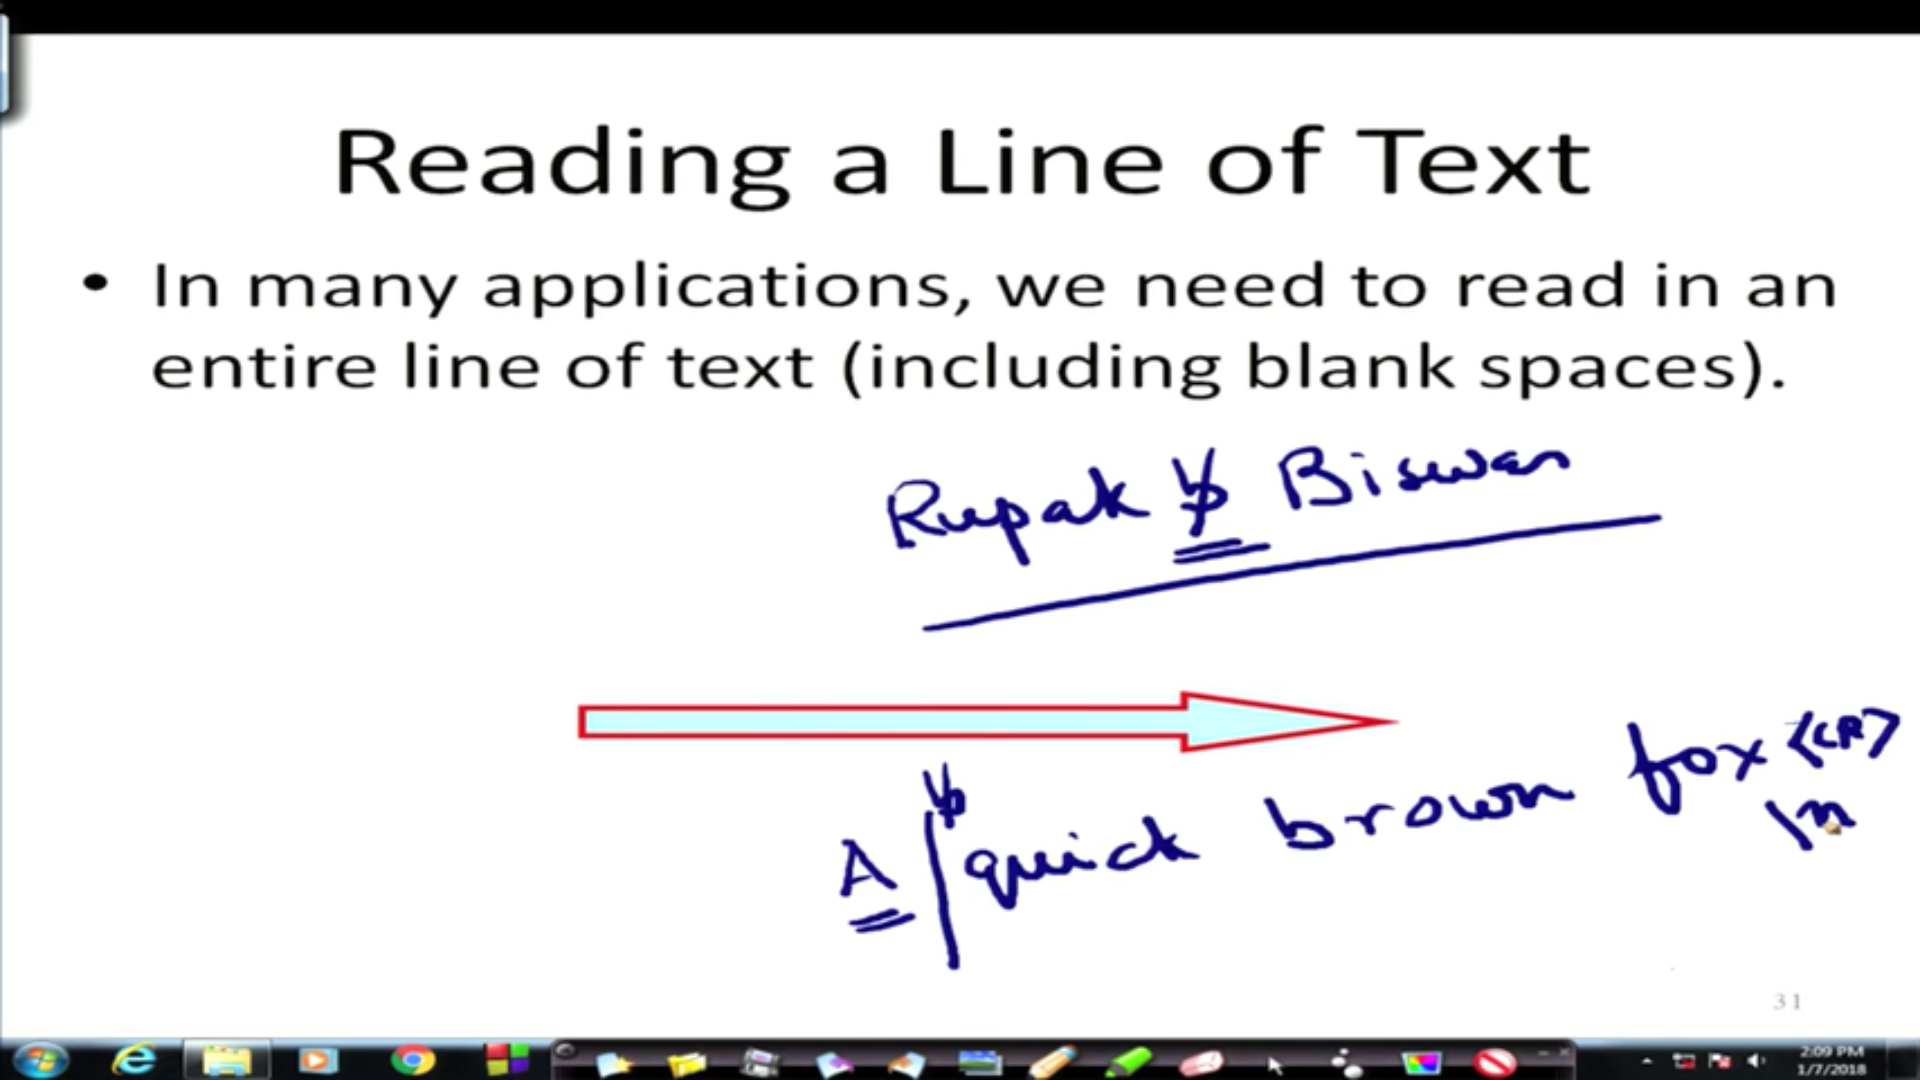 Reading a Line of Text
• In many applications, we need to read in an
entire line of text (including blank spaces).
Rupak b̸ Biswas
b̸
A | quick brown fox <CR>
\n
31
2:09 PM
1/7/2018